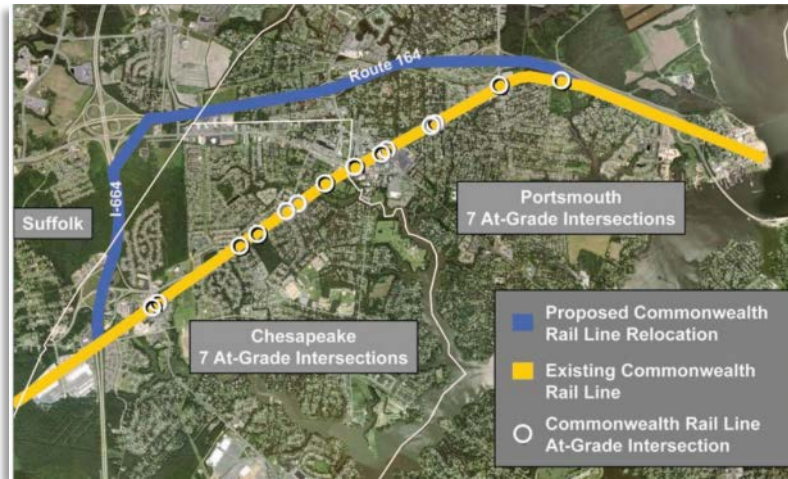 Route 164
I-664
Suffolk
Portsmouth
7 At-Grade Intersections
Chesapeake
7 At-Grade Intersections
Proposed Commonwealth
Rail Line Relocation
Existing Commonwealth
Rail Line
Commonwealth Rail Line
At-Grade Intersection